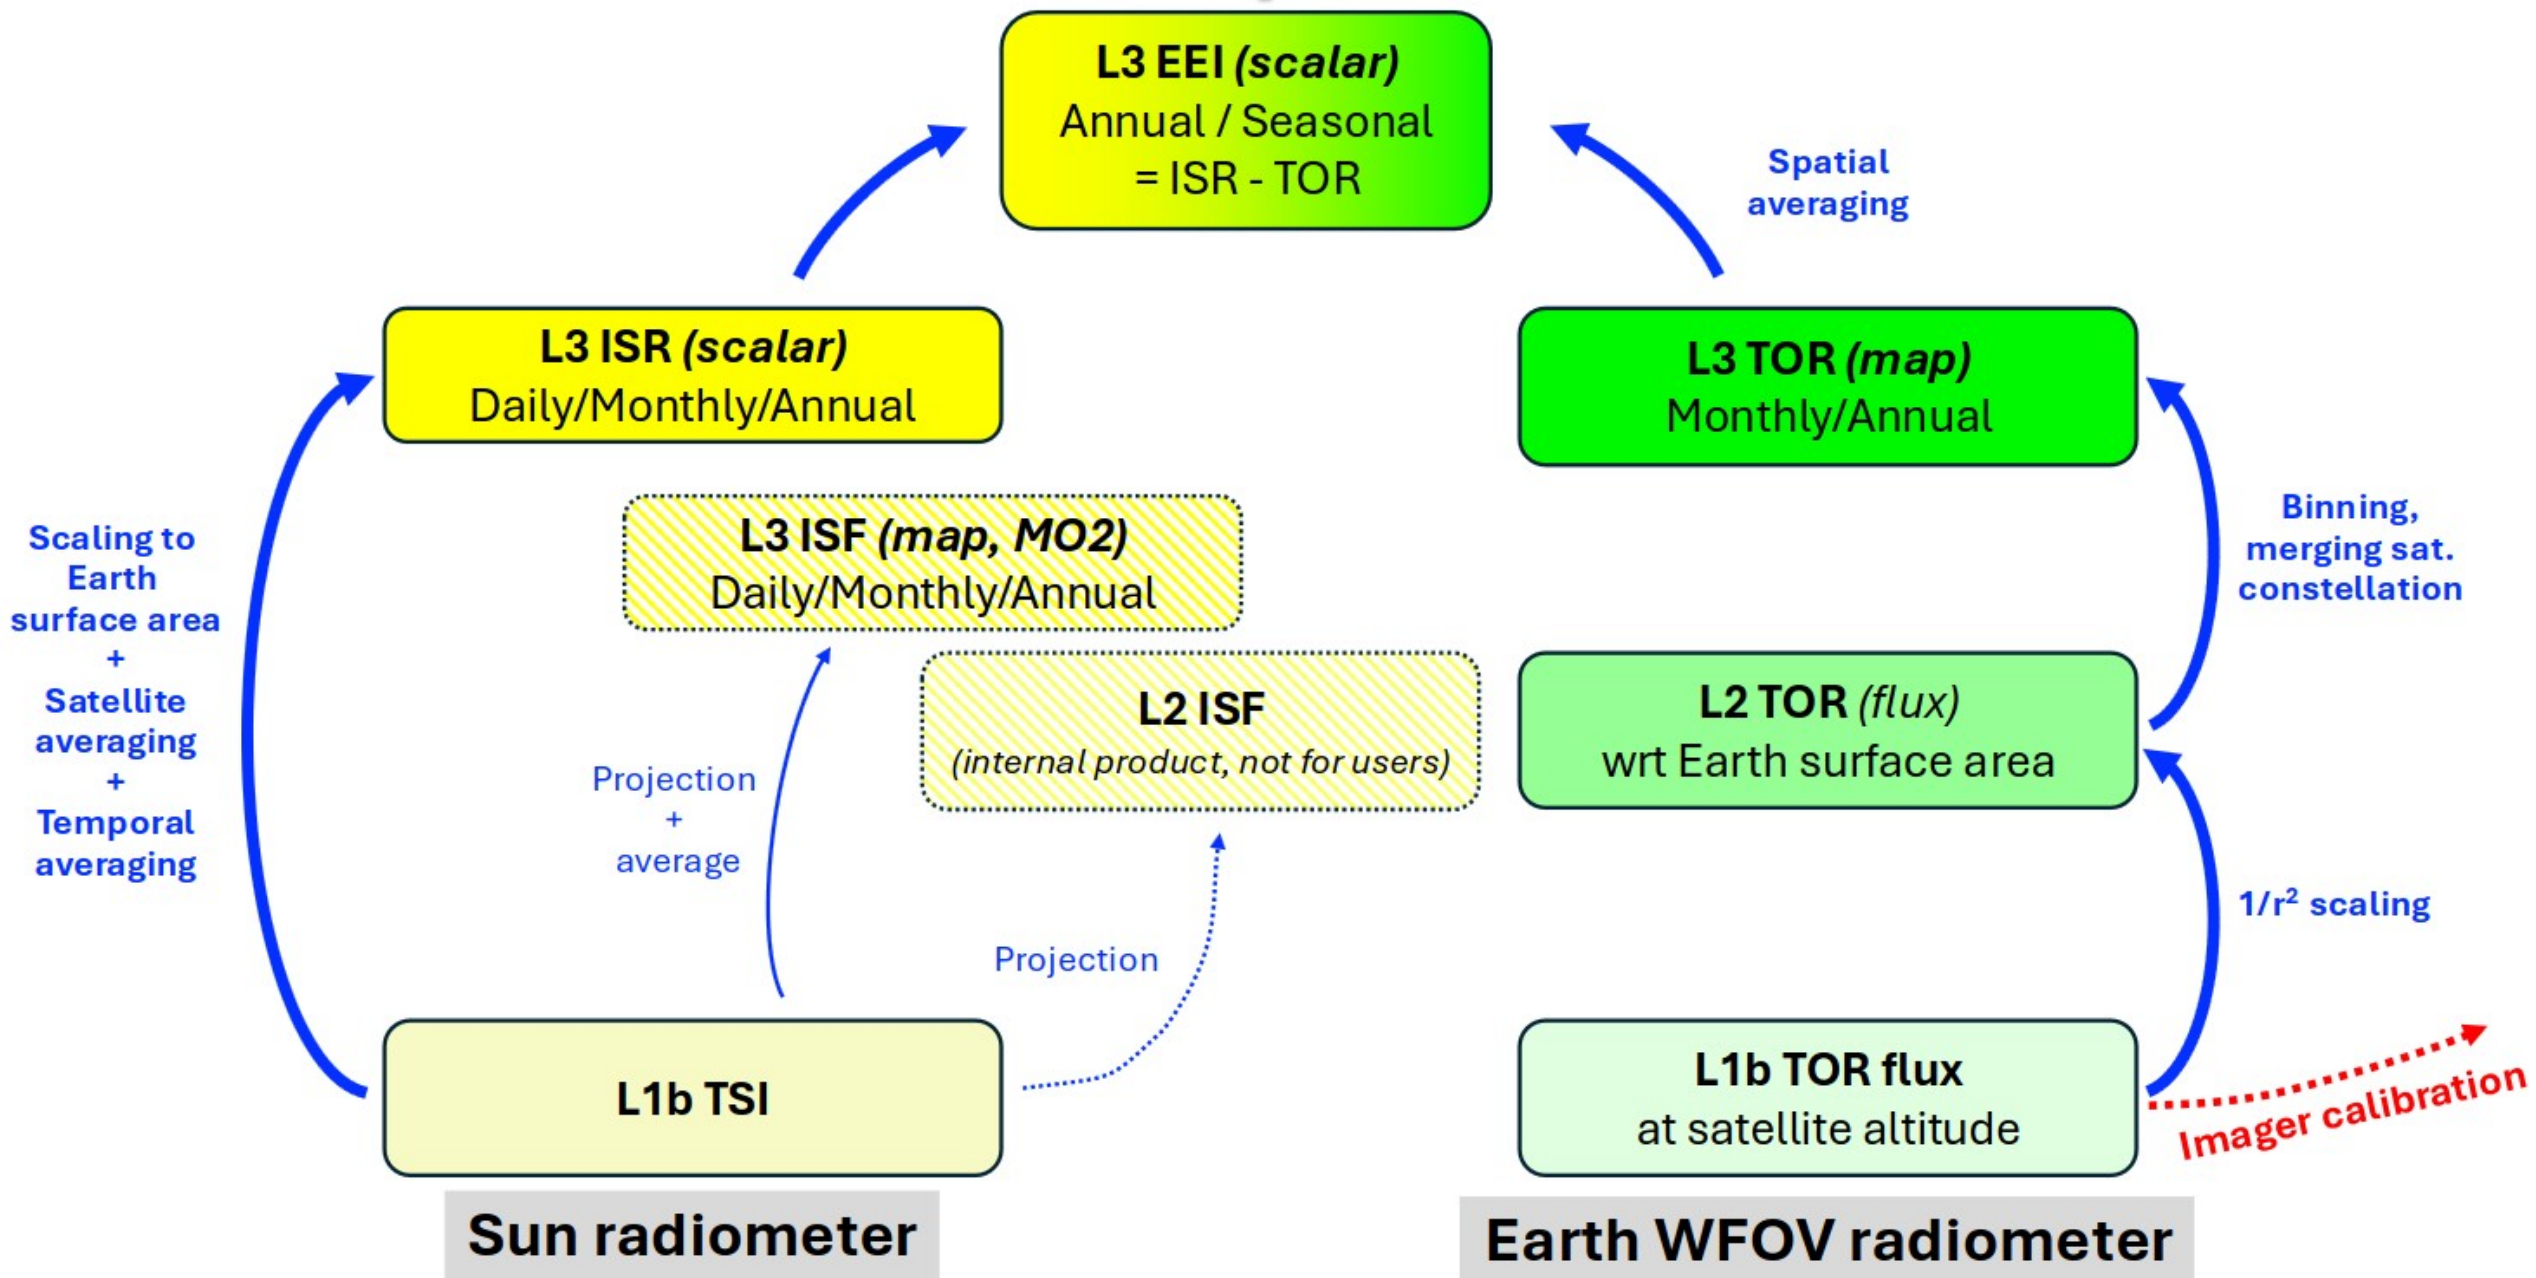 L3 EEI (scalar)
Annual / Seasonal
= ISR - TOR
Spatial
averaging
L3 ISR (scalar)
Daily/Monthly/Annual
L3 TOR (map)
Monthly/Annual
L3 ISF (map, MO2)
Daily/Monthly/Annual
Scaling to
Earth
surface area
+
Satellite
averaging
+
Temporal
averaging
Binning,
merging sat.
constellation
L2 ISF
(internal product, not for users)
L2 TOR (flux)
wrt Earth surface area
Projection
+
average
Projection
1/r² scaling
L1b TSI
L1b TOR flux
at satellite altitude
Imager calibration
Sun radiometer
Earth WFOV radiometer